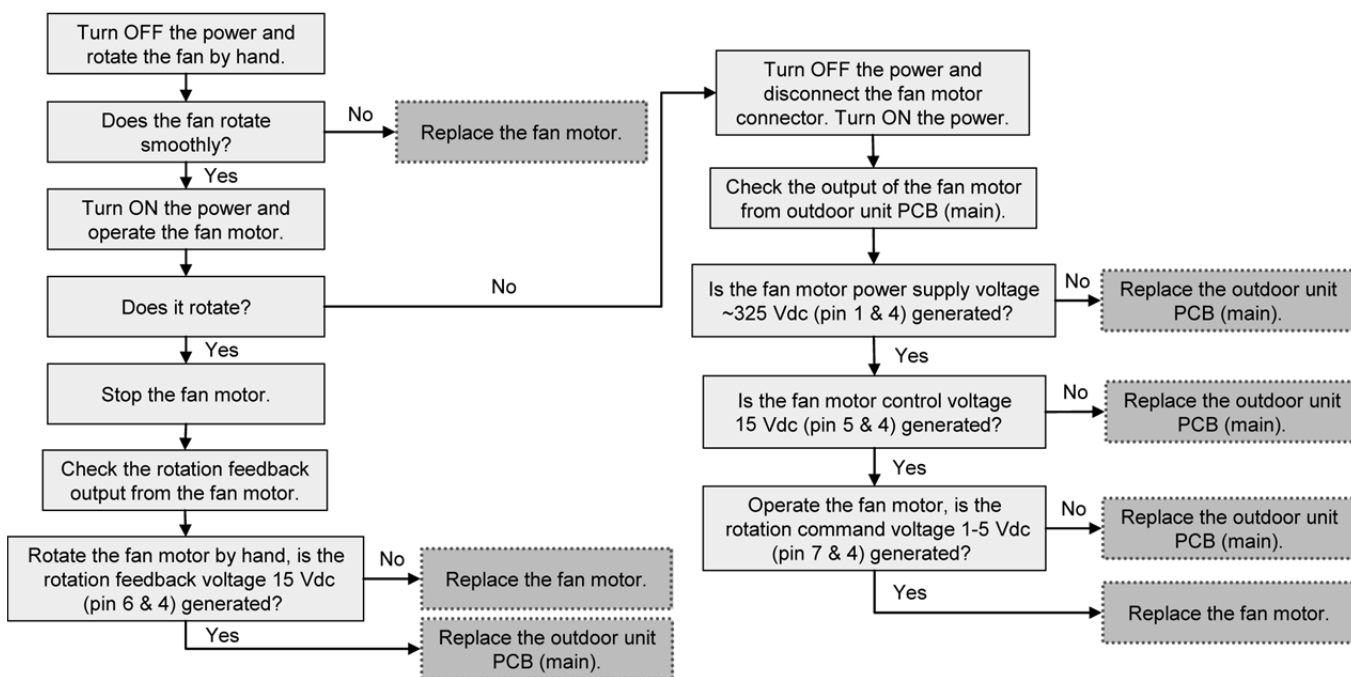 Turn OFF the power and
rotate the fan by hand.
Does the fan rotate
smoothly?
No
Replace the fan motor.
Yes
Turn ON the power and
operate the fan motor.
Does it rotate?
No
Yes
Stop the fan motor.
Check the rotation feedback
output from the fan motor.
Rotate the fan motor by hand, is the
rotation feedback voltage 15 Vdc
(pin 6 & 4) generated?
No
Replace the fan motor.
Yes
Replace the outdoor unit
PCB (main).
Turn OFF the power and
disconnect the fan motor
connector. Turn ON the power.
Check the output of the fan motor
from outdoor unit PCB (main).
Is the fan motor power supply voltage
~325 Vdc (pin 1 & 4) generated?
No
Replace the outdoor unit
PCB (main).
Yes
Is the fan motor control voltage
15 Vdc (pin 5 & 4) generated?
No
Replace the outdoor unit
PCB (main).
Yes
Operate the fan motor, is the
rotation command voltage 1-5 Vdc
(pin 7 & 4) generated?
No
Replace the outdoor unit
PCB (main).
Yes
Replace the fan motor.